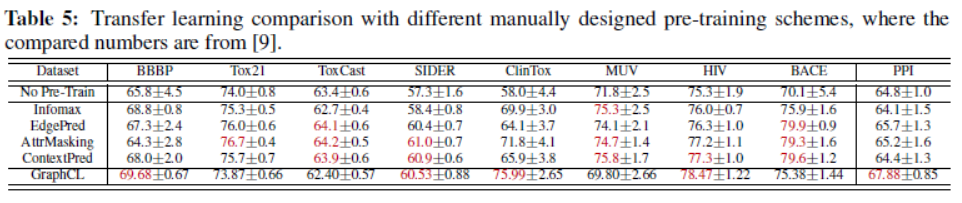 Table 5: Transfer learning comparison with different manually designed pre-training schemes, where the
compared numbers are from [9].
Dataset BBBP Tox21 ToxCast SIDER ClinTox MUV HIV BACE PPI
No Pre-Train 65.8±4.5 74.0±0.8 63.4±0.6 57.3±1.6 58.0±4.4 71.8±2.5 75.3±1.9 70.1±5.4 64.8±1.0
Infomax 68.8±0.8 75.3±0.5 62.7±0.4 58.4±0.8 69.9±3.0 75.3±2.5 76.0±0.7 75.9±1.6 64.1±1.5
EdgePred 67.3±2.4 76.0±0.6 64.1±0.6 60.4±0.7 64.1±3.7 74.1±2.1 76.3±1.0 79.9±0.9 65.7±1.3
AttrMasking 64.3±2.8 76.7±0.4 64.2±0.5 61.0±0.7 71.8±4.1 74.7±1.4 77.2±1.1 79.3±1.6 65.2±1.6
ContextPred 68.0±2.0 75.7±0.7 63.9±0.6 60.9±0.6 65.9±3.8 75.8±1.7 77.3±1.0 79.6±1.2 64.4±1.3
GraphCL 69.68±0.67 73.87±0.66 62.40±0.57 60.53±0.88 75.99±2.65 69.80±2.66 78.47±1.22 75.38±1.44 67.88±0.85